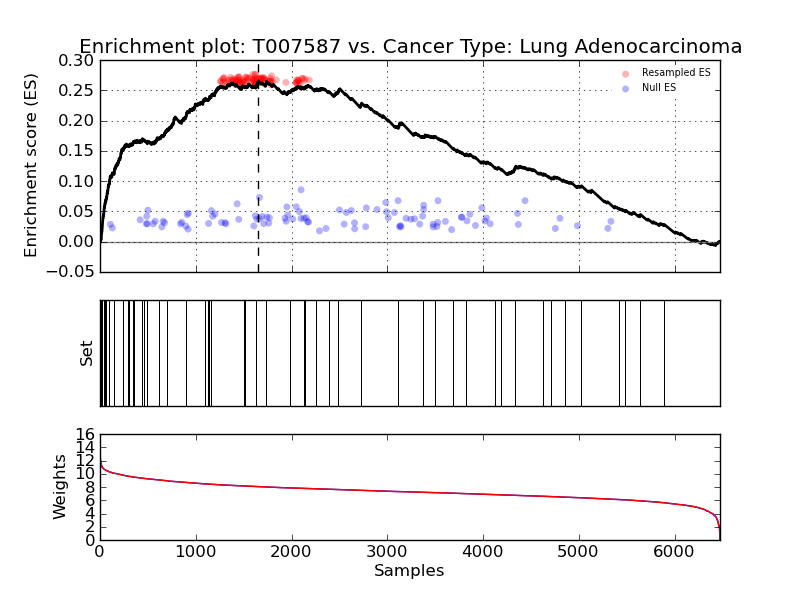 Enrichment plot: T007587 vs. Cancer Type: Lung Adenocarcinoma
0.30
0.25
0.20
0.15
0.10
0.05
0.00
−0.05
Enrichment score (ES)
Resampled ES
Null ES
Set
16
14
12
10
8
6
4
2
0
Weights
0 1000 2000 3000 4000 5000 6000
Samples